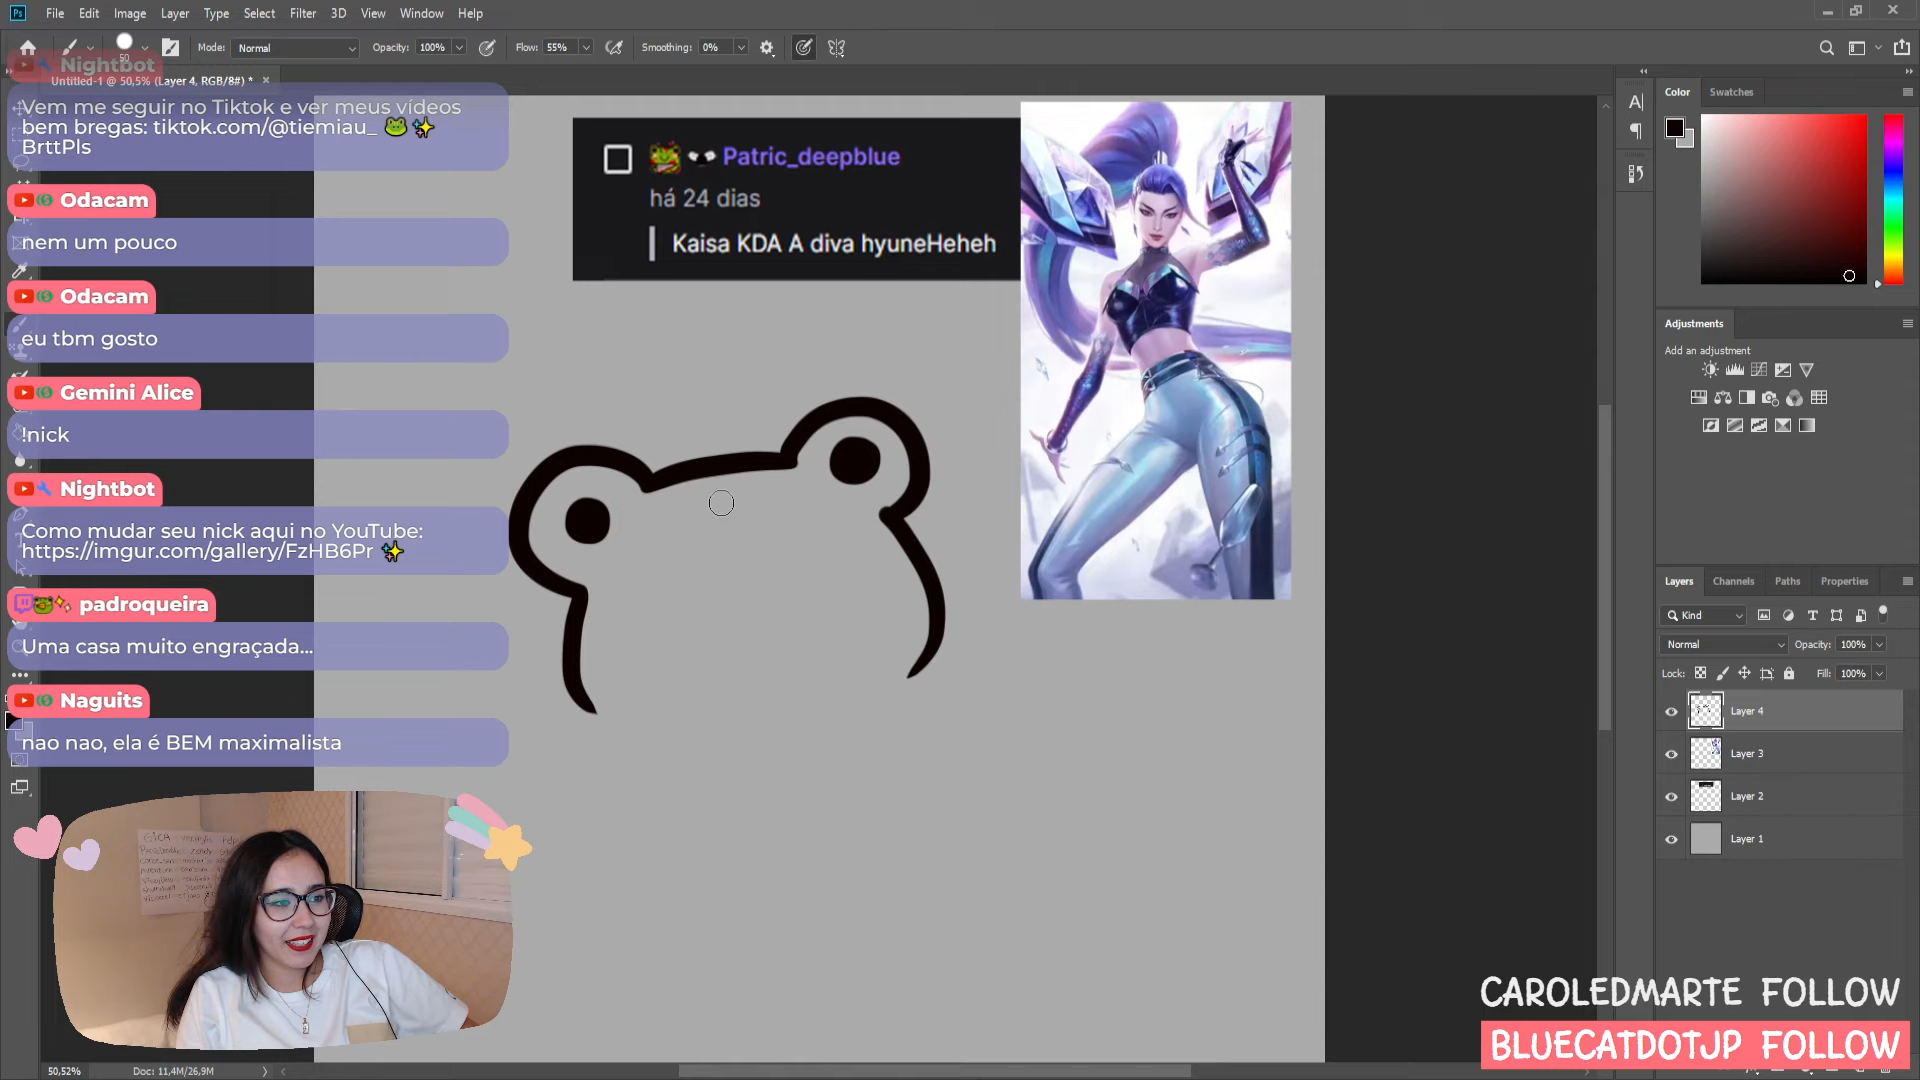 Ps File Edit Image Layer Type Select Filter 3D View Window Help
50 Mode: Normal Opacity: 100% Flow: 55% Smoothing: 0%
Untitled-1 @ 50,5% (Layer 4, RGB/8#) * ×
Nightbot
Vem me seguir no Tiktok e ver meus vídeos
bem bregas: tiktok.com/@tiemiau_ 🐸✨
BrttPls
Odacam
nem um pouco
Odacam
eu tbm gosto
Gemini Alice
!nick
Nightbot
Como mudar seu nick aqui no YouTube:
https://imgur.com/gallery/FzHB6Pr ✨
padroqueira
Uma casa muito engraçada...
Naguits
nao nao, ela é BEM maximalista
Patric_deepblue
há 24 dias
Kaisa KDA A diva hyuneHeheh
Color Swatches
Adjustments
Add an adjustment
Layers Channels Paths Properties
Kind
Normal Opacity: 100%
Lock: Fill: 100%
Layer 4
Layer 3
Layer 2
Layer 1
CAROLEDMARTE FOLLOW
BLUECATDOTJP FOLLOW
50,52% Doc: 11,4M/26,9M